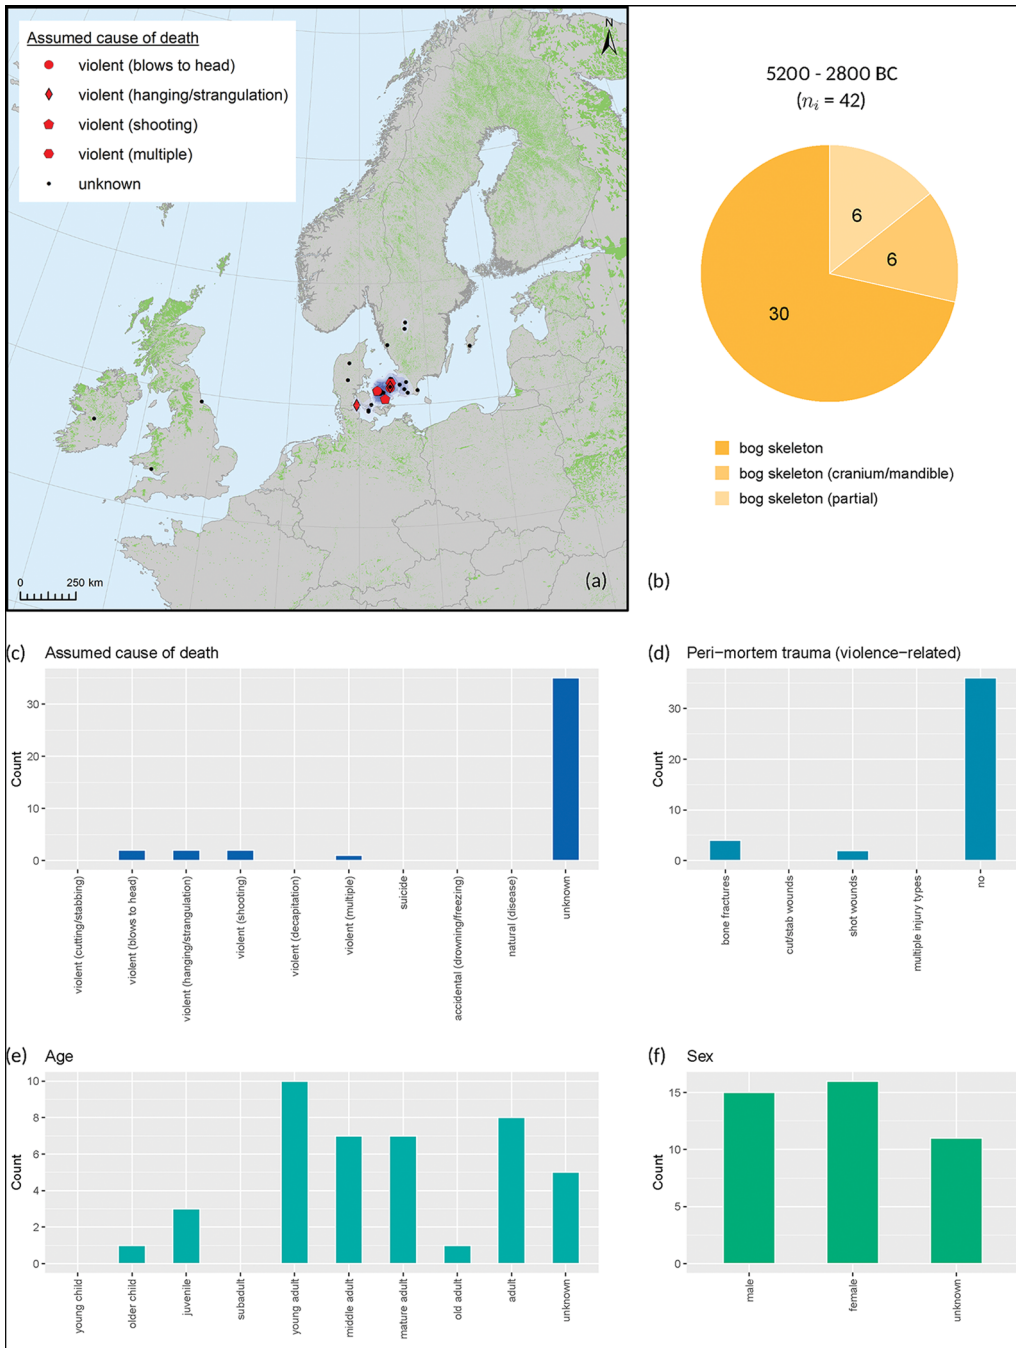 Assumed cause of death
violent (blows to head)
violent (hanging/strangulation)
violent (shooting)
violent (multiple)
unknown
N
0 250 km
(a)
5200 - 2800 BC
(nᵢ = 42)
6
6
30
bog skeleton
bog skeleton (cranium/mandible)
bog skeleton (partial)
(b)
(c) Assumed cause of death
Count
30
20
10
0
violent (cutting/stabbing)
violent (blows to head)
violent (hanging/strangulation)
violent (shooting)
violent (decapitation)
violent (multiple)
suicide
accidental (drowning/freezing)
natural (disease)
unknown
(d) Peri-mortem trauma (violence-related)
Count
30
20
10
0
bone fractures
cut/stab wounds
shot wounds
multiple injury types
no
(e) Age
Count
10
8
6
4
2
0
young child
older child
juvenile
subadult
young adult
middle adult
mature adult
old adult
adult
unknown
(f) Sex
Count
15
10
5
0
male
female
unknown